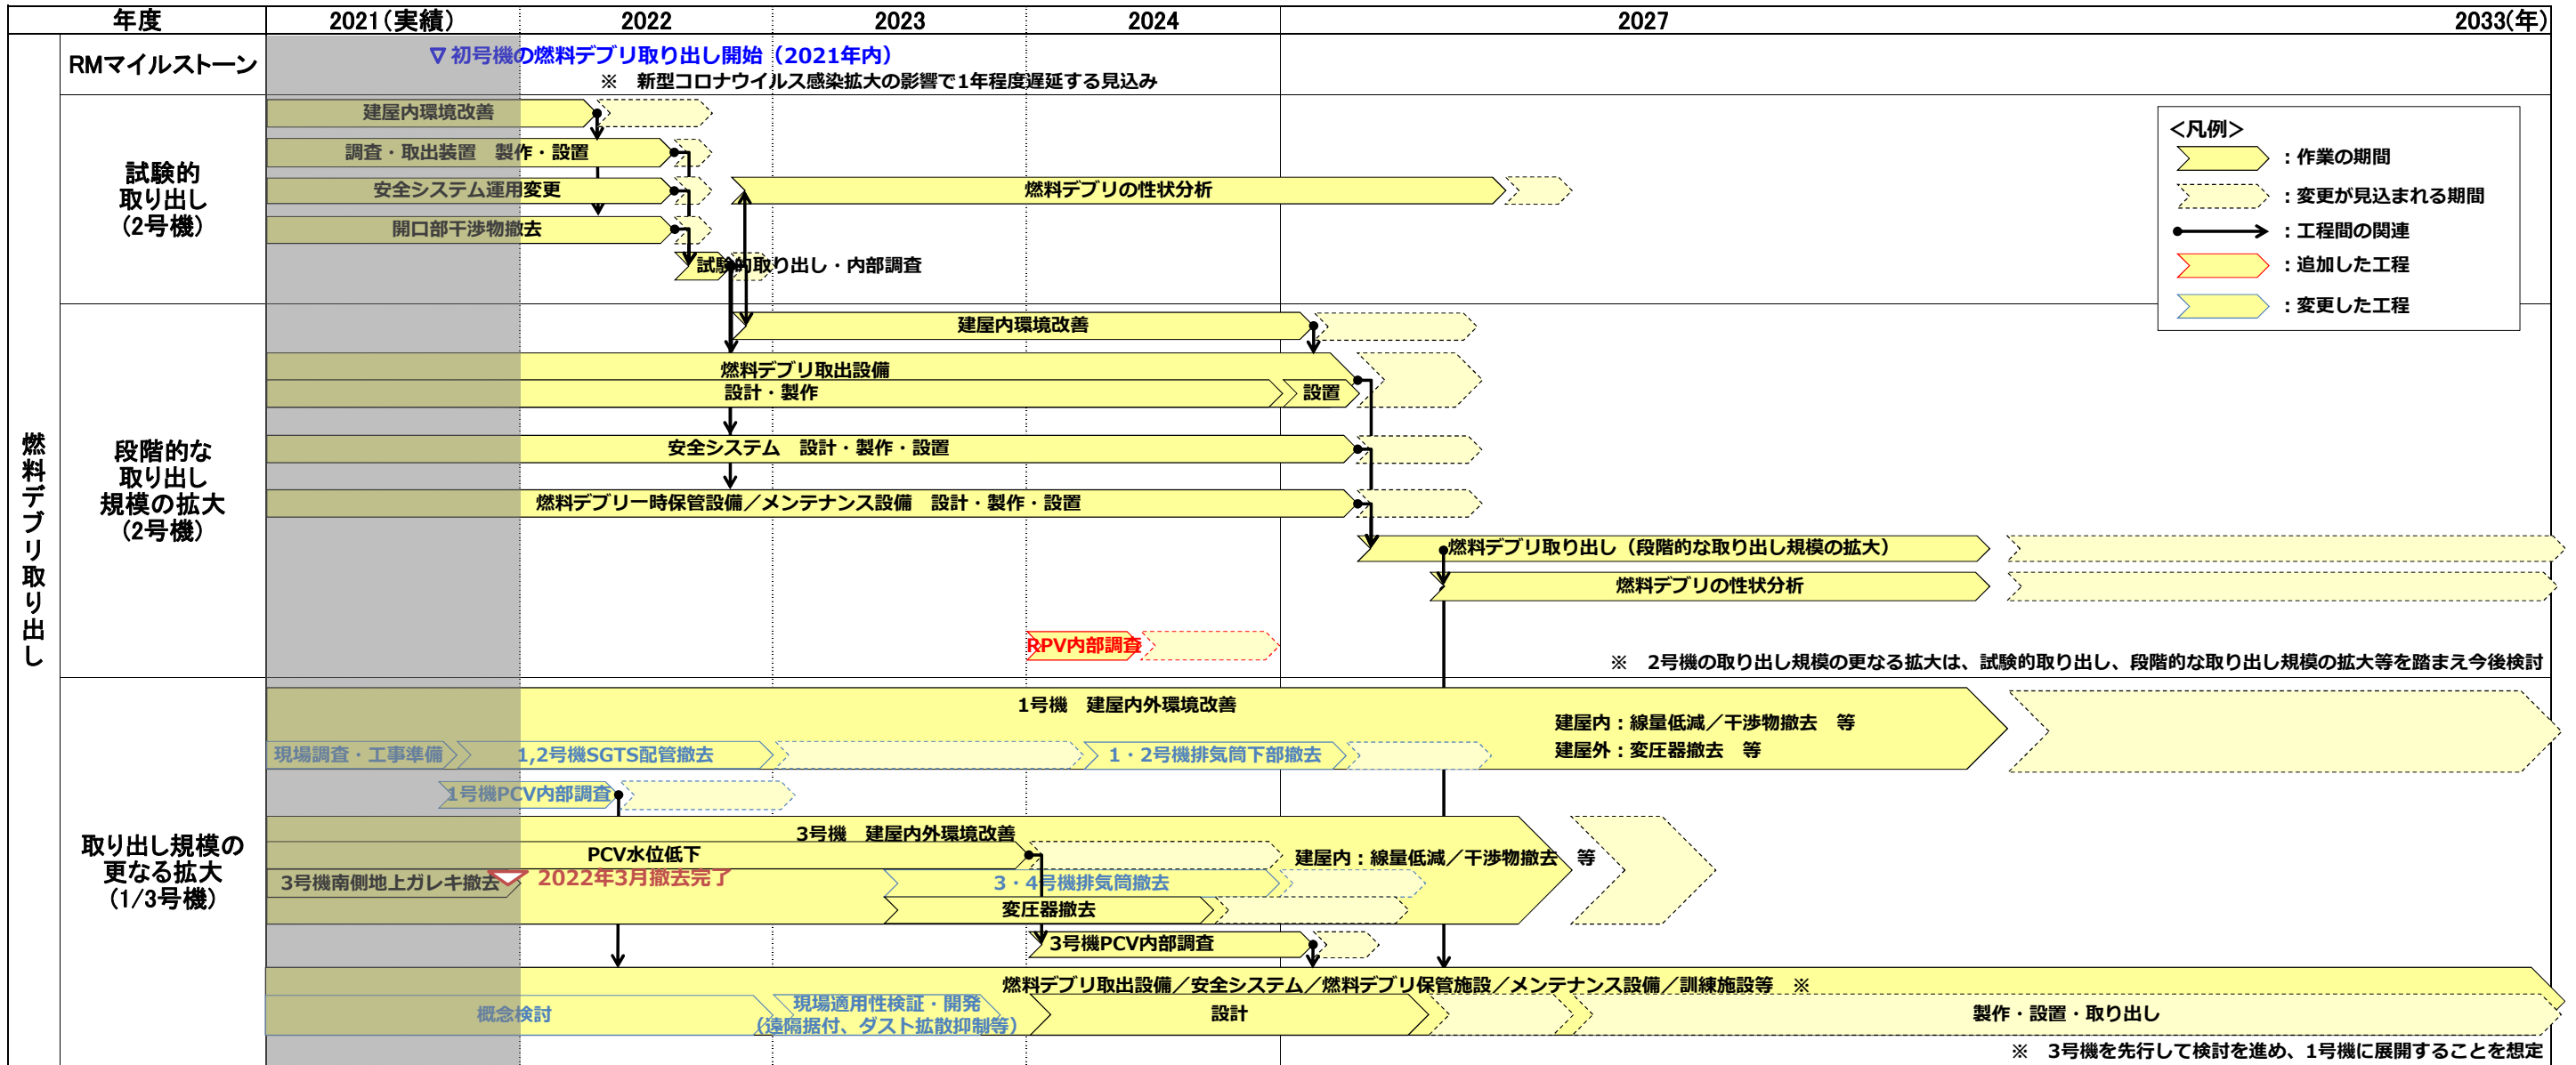 年度
2021(実績)
2022
2023
2024
2027
2033(年)
燃料デブリ取り出し
RMマイルストーン
▽ 初号機の燃料デブリ取り出し開始（2021年内）
※　新型コロナウイルス感染拡大の影響で1年程度遅延する見込み
試験的
取り出し
(2号機)
建屋内環境改善
調査・取出装置　製作・設置
安全システム運用変更
燃料デブリの性状分析
開口部干渉物撤去
試験的取り出し・内部調査
＜凡例＞
：作業の期間
：変更が見込まれる期間
：工程間の関連
：追加した工程
：変更した工程
段階的な
取り出し
規模の拡大
(2号機)
建屋内環境改善
燃料デブリ取出設備
設計・製作
設置
安全システム　設計・製作・設置
燃料デブリ一時保管設備／メンテナンス設備　設計・製作・設置
燃料デブリ取り出し（段階的な取り出し規模の拡大）
燃料デブリの性状分析
RPV内部調査
※　2号機の取り出し規模の更なる拡大は、試験的取り出し、段階的な取り出し規模の拡大等を踏まえ今後検討
取り出し規模の
更なる拡大
(1/3号機)
1号機　建屋内外環境改善
建屋内：線量低減／干渉物撤去　等
建屋外：変圧器撤去　等
現場調査・工事準備
1,2号機SGTS配管撤去
1・2号機排気筒下部撤去
1号機PCV内部調査
3号機　建屋内外環境改善
PCV水位低下
建屋内：線量低減／干渉物撤去　等
3号機南側地上ガレキ撤去
2022年3月撤去完了
3・4号機排気筒撤去
変圧器撤去
3号機PCV内部調査
燃料デブリ取出設備／安全システム／燃料デブリ保管施設／メンテナンス設備／訓練施設等　※
概念検討
現場適用性検証・開発
（遠隔据付、ダスト拡散抑制等）
設計
製作・設置・取り出し
※　3号機を先行して検討を進め、1号機に展開することを想定